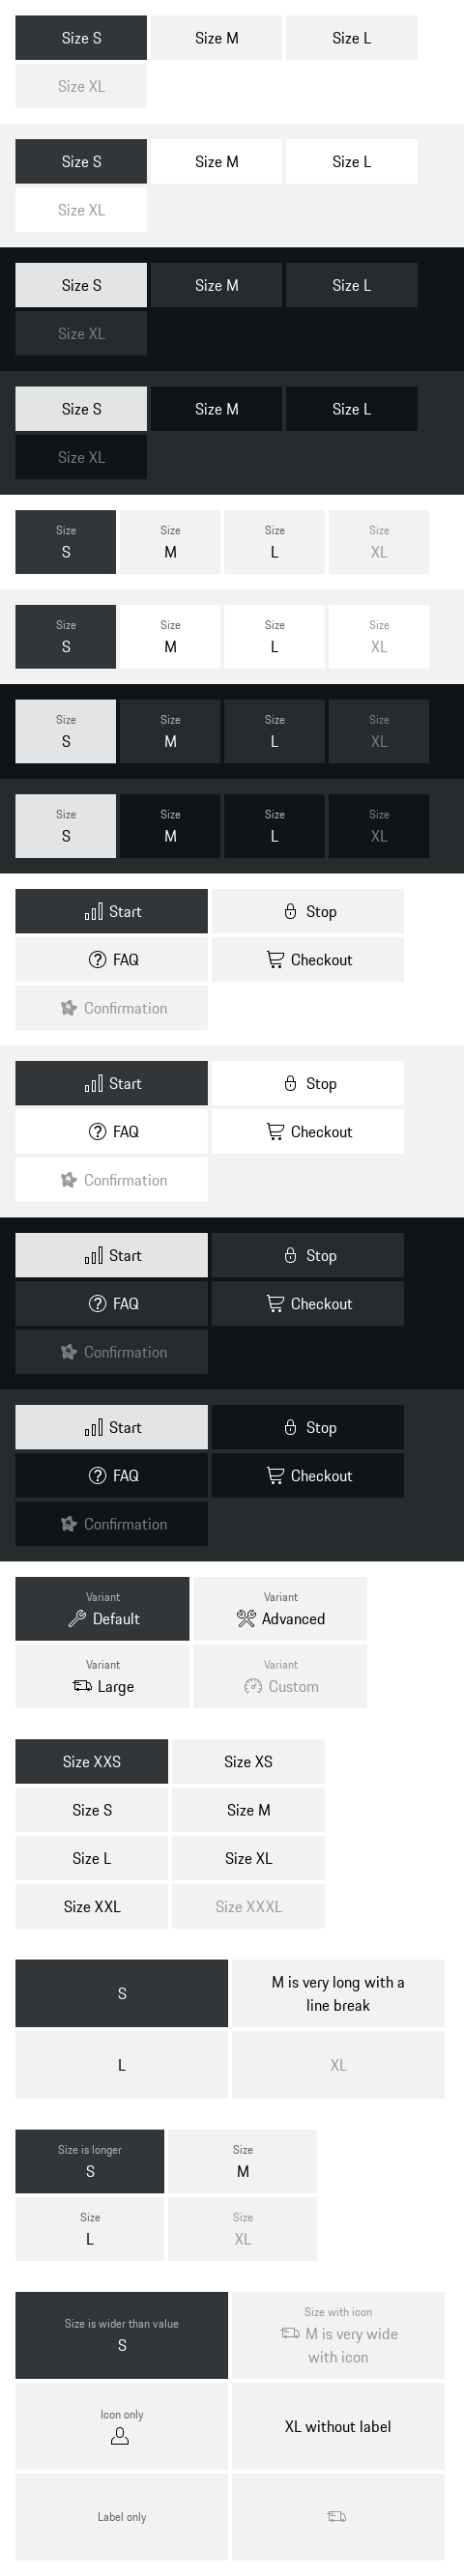 Size S Size M Size L
Size XL
Size S Size M Size L
Size XL
Size S Size M Size L
Size XL
Size S Size M Size L
Size XL
Size Size Size Size
S M L XL
Size Size Size Size
S M L XL
Size Size Size Size
S M L XL
Size Size Size Size
S M L XL
Start Stop
FAQ Checkout
Confirmation
Start Stop
FAQ Checkout
Confirmation
Start Stop
FAQ Checkout
Confirmation
Start Stop
FAQ Checkout
Confirmation
Variant Variant
Default Advanced
Variant Variant
Large Custom
Size XXS Size XS
Size S Size M
Size L Size XL
Size XXL Size XXXL
S
M is very long with a
line break
L XL
Size is longer Size
S M
Size Size
L XL
Size is wider than value
S
Size with icon
M is very wide
with icon
Icon only
XL without label
Label only